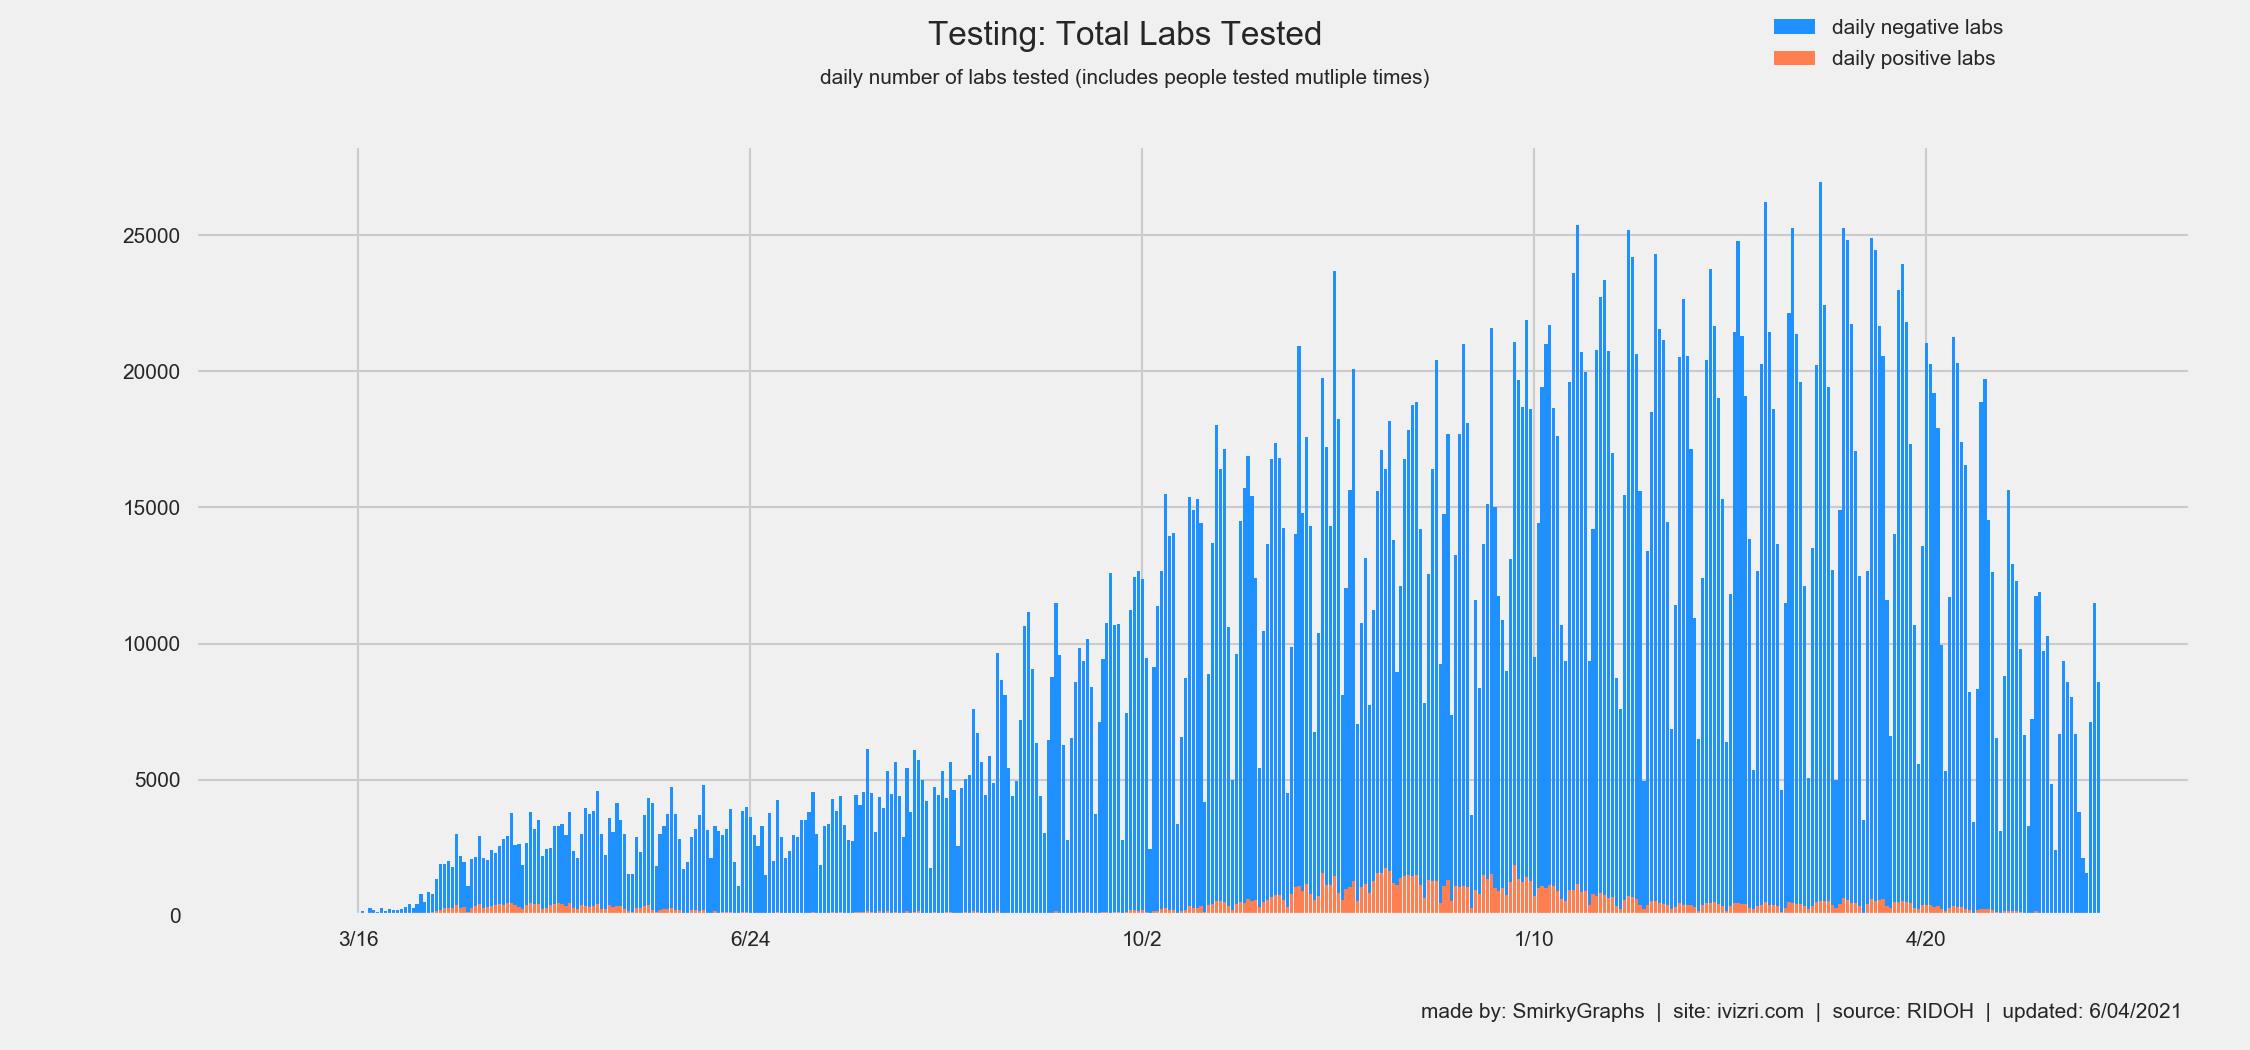 Testing: Total Labs Tested
daily number of labs tested (includes people tested mutliple times)
daily negative labs
daily positive labs
25000
20000
15000
10000
5000
0
3/16
6/24
10/2
1/10
4/20
made by: SmirkyGraphs | site: ivizri.com | source: RIDOH | updated: 6/04/2021